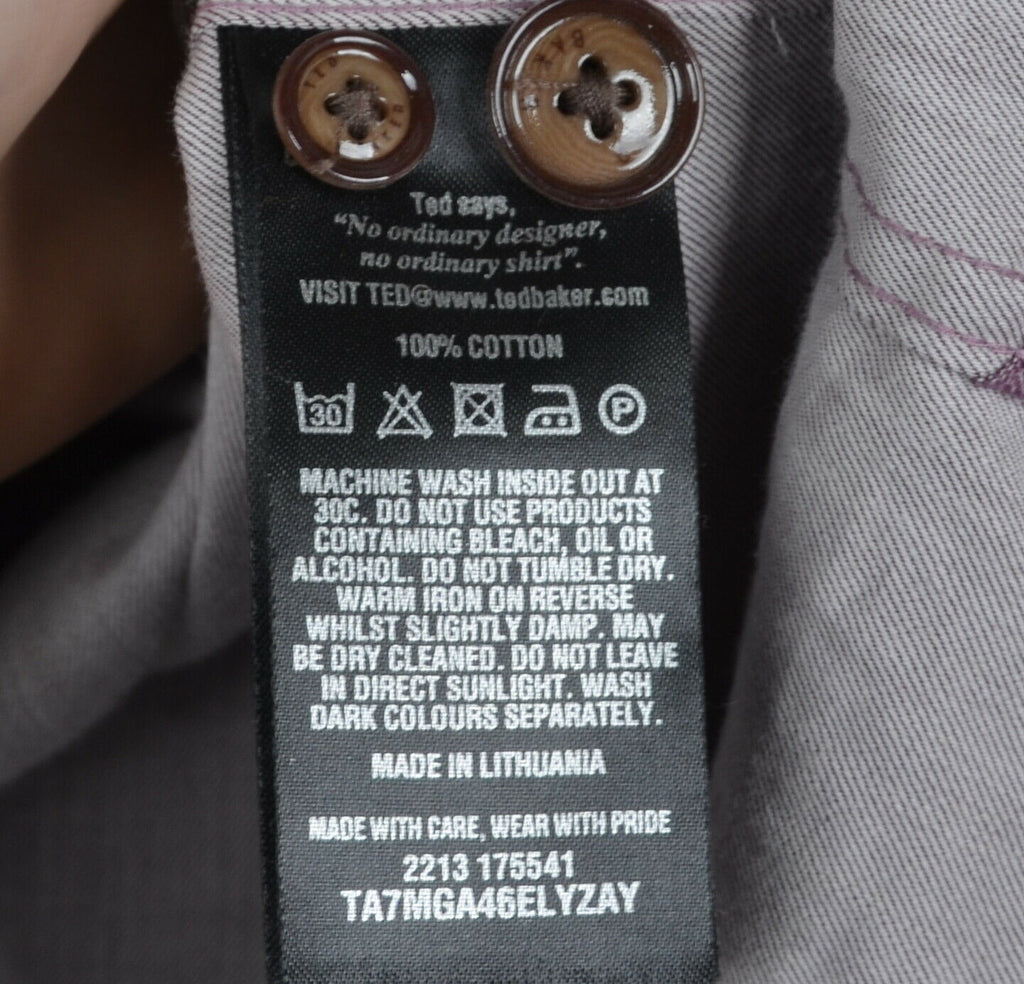 TED
TED
BAK
Ted says,
“No ordinary designer,
no ordinary shirt”.
VISIT TED@www.tedbaker.com
100% COTTON
30
P
MACHINE WASH INSIDE OUT AT
30C. DO NOT USE PRODUCTS
CONTAINING BLEACH, OIL OR
ALCOHOL. DO NOT TUMBLE DRY.
WARM IRON ON REVERSE
WHILST SLIGHTLY DAMP. MAY
BE DRY CLEANED. DO NOT LEAVE
IN DIRECT SUNLIGHT. WASH
DARK COLOURS SEPARATELY.
MADE IN LITHUANIA
MADE WITH CARE, WEAR WITH PRIDE
2213 175541
TA7MGA46ELYZAY